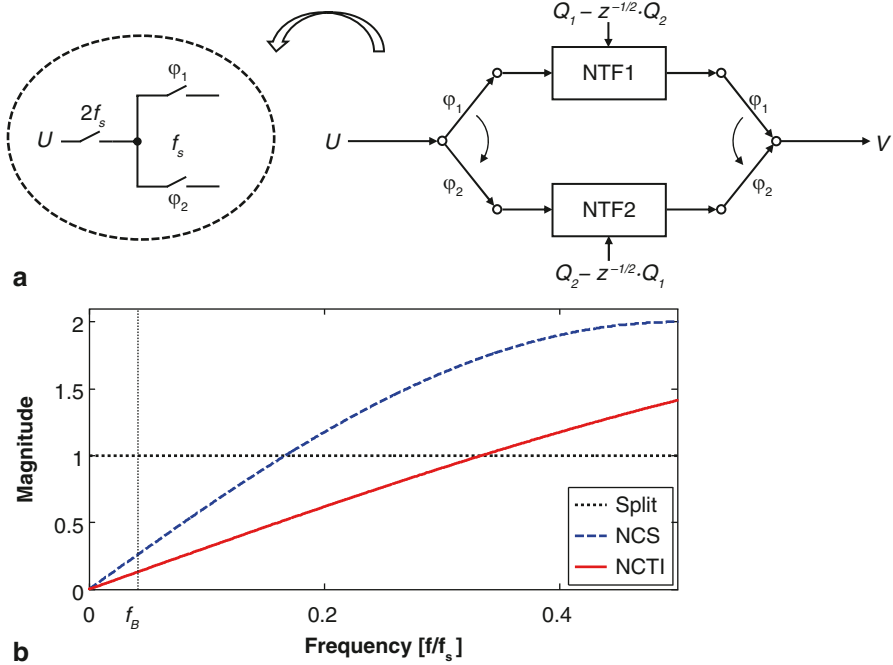 Q1 – z–1/2·Q2
φ1
2fs
U
fs
φ2
NTF1
φ1
φ1
U
V
φ2
φ2
NTF2
Q2 – z–1/2·Q1
a
2
1.5
1
0.5
0
Magnitude
Split
NCS
NCTI
0
fB
0.2
0.4
Frequency [f/fs]
b